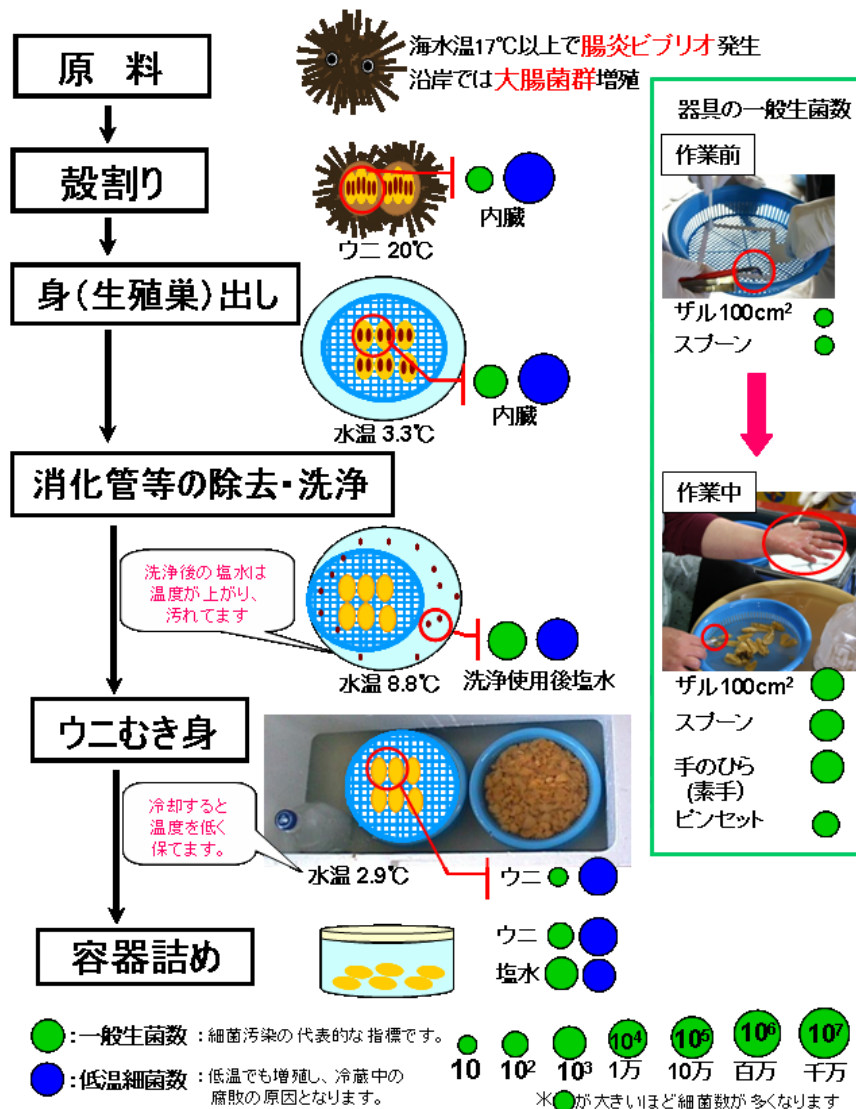 海水温17℃以上で腸炎ビブリオ発生
沿岸では大腸菌群増殖
原 料
殻割り
内臓
ウニ 20℃
身(生殖巣)出し
内臓
水温 3.3℃
消化管等の除去・洗浄
洗浄後の塩水は
温度が上がり、
汚れてます
水温 8.8℃
洗浄使用後塩水
ウニむき身
冷却すると
温度を低く
保てます。
水温 2.9℃
ウニ
容器詰め
ウニ
塩水
器具の一般生菌数
作業前
ザル100cm²
スプーン
作業中
ザル100cm²
スプーン
手のひら
(素手)
ピンセット
:一般生菌数 :細菌汚染の代表的な指標です。
:低温細菌数 :低温でも増殖し、冷蔵中の
腐敗の原因となります。
10 10² 10³ 10⁴ 10⁵ 10⁶ 10⁷
1万 10万 百万 千万
※ が大きいほど細菌数が多くなります